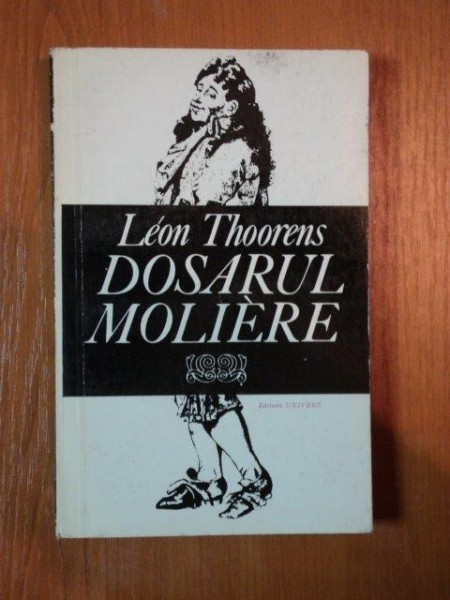 Léon Thoorens
DOSARUL
MOLIÈRE
Editura UNIVERS